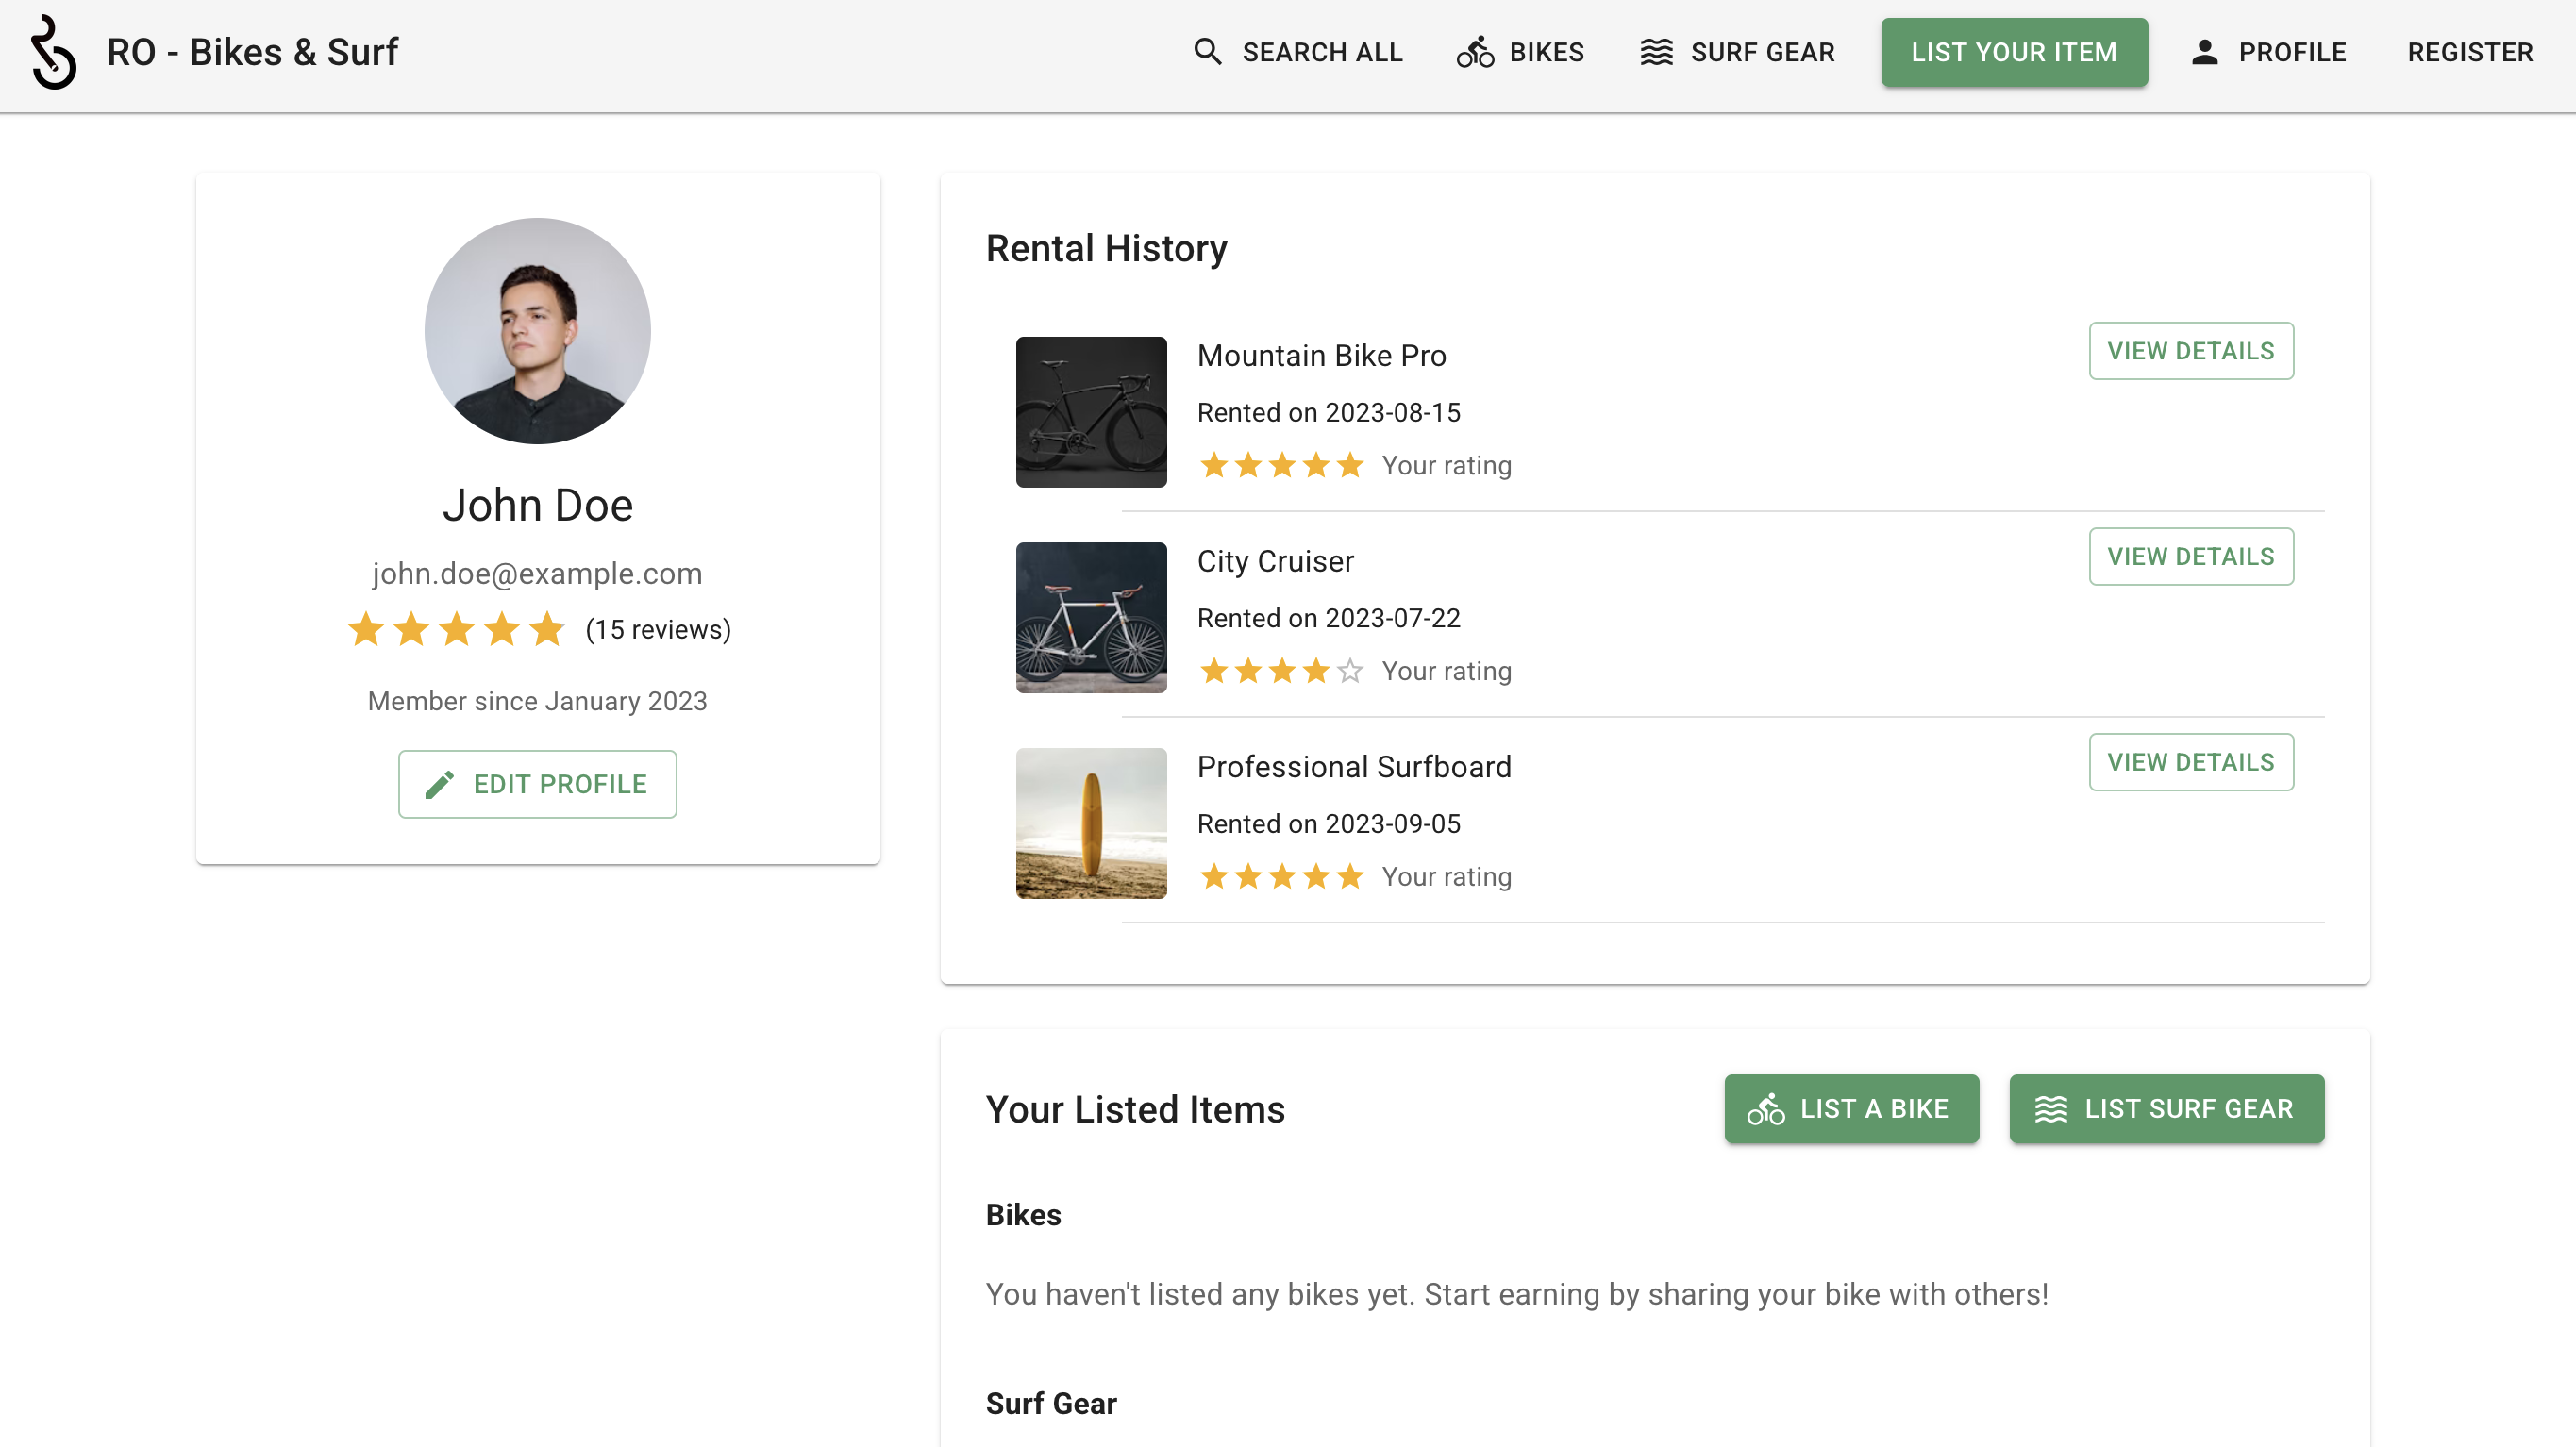 RO - Bikes & Surf
SEARCH ALL
BIKES
SURF GEAR
LIST YOUR ITEM
PROFILE
REGISTER
John Doe
john.doe@example.com
(15 reviews)
Member since January 2023
EDIT PROFILE
Rental History
Mountain Bike Pro
VIEW DETAILS
Rented on 2023-08-15
Your rating
City Cruiser
VIEW DETAILS
Rented on 2023-07-22
Your rating
Professional Surfboard
VIEW DETAILS
Rented on 2023-09-05
Your rating
Your Listed Items
LIST A BIKE
LIST SURF GEAR
Bikes
You haven't listed any bikes yet. Start earning by sharing your bike with others!
Surf Gear